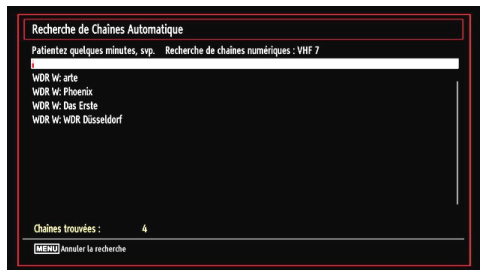 Recherche de Chaines Automatique
Patientez quelques minutes, svp. Recherche de chaînes numériques : VHF 7
WDR W: arte
WDR W: Phoenix
WDR W: Das Erste
WDR W: WDR Düsseldorf
Chaînes trouvées : 4
MENU Annuler la recherche